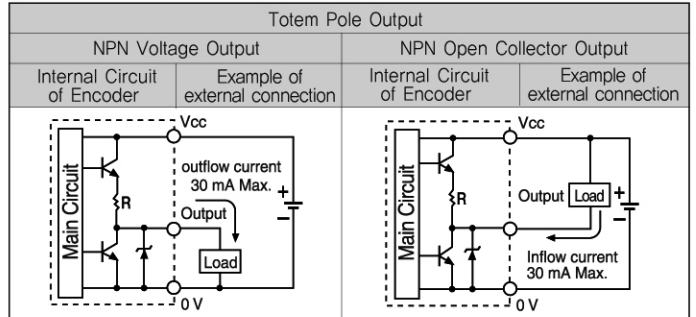 Totem Pole Output
NPN Voltage Output
NPN Open Collector Output
Internal Circuit
of Encoder
Example of
external connection
Internal Circuit
of Encoder
Example of
external connection
Main Circuit
Vcc
outflow current
30 mA Max.
R
Output
Load
+
−
0 V
Main Circuit
Vcc
R
Output
Load
+
−
Inflow current
30 mA Max.
0 V